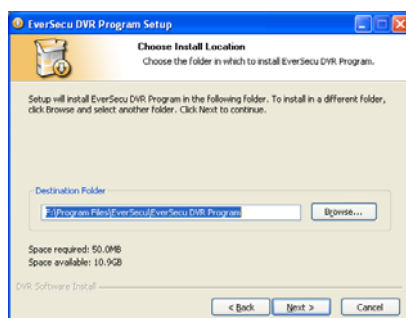 EverSecu DVR Program Setup
Choose Install Location
Choose the folder in which to install EverSecu DVR Program.
Setup will install EverSecu DVR Program in the following folder. To install in a different folder,
click Browse and select another folder. Click Next to continue.
Destination Folder
F:\Program Files\EverSecu\EverSecu DVR Program
Browse...
Space required: 50.0MB
Space available: 10.9GB
DVR Software Install
< Back
Next >
Cancel